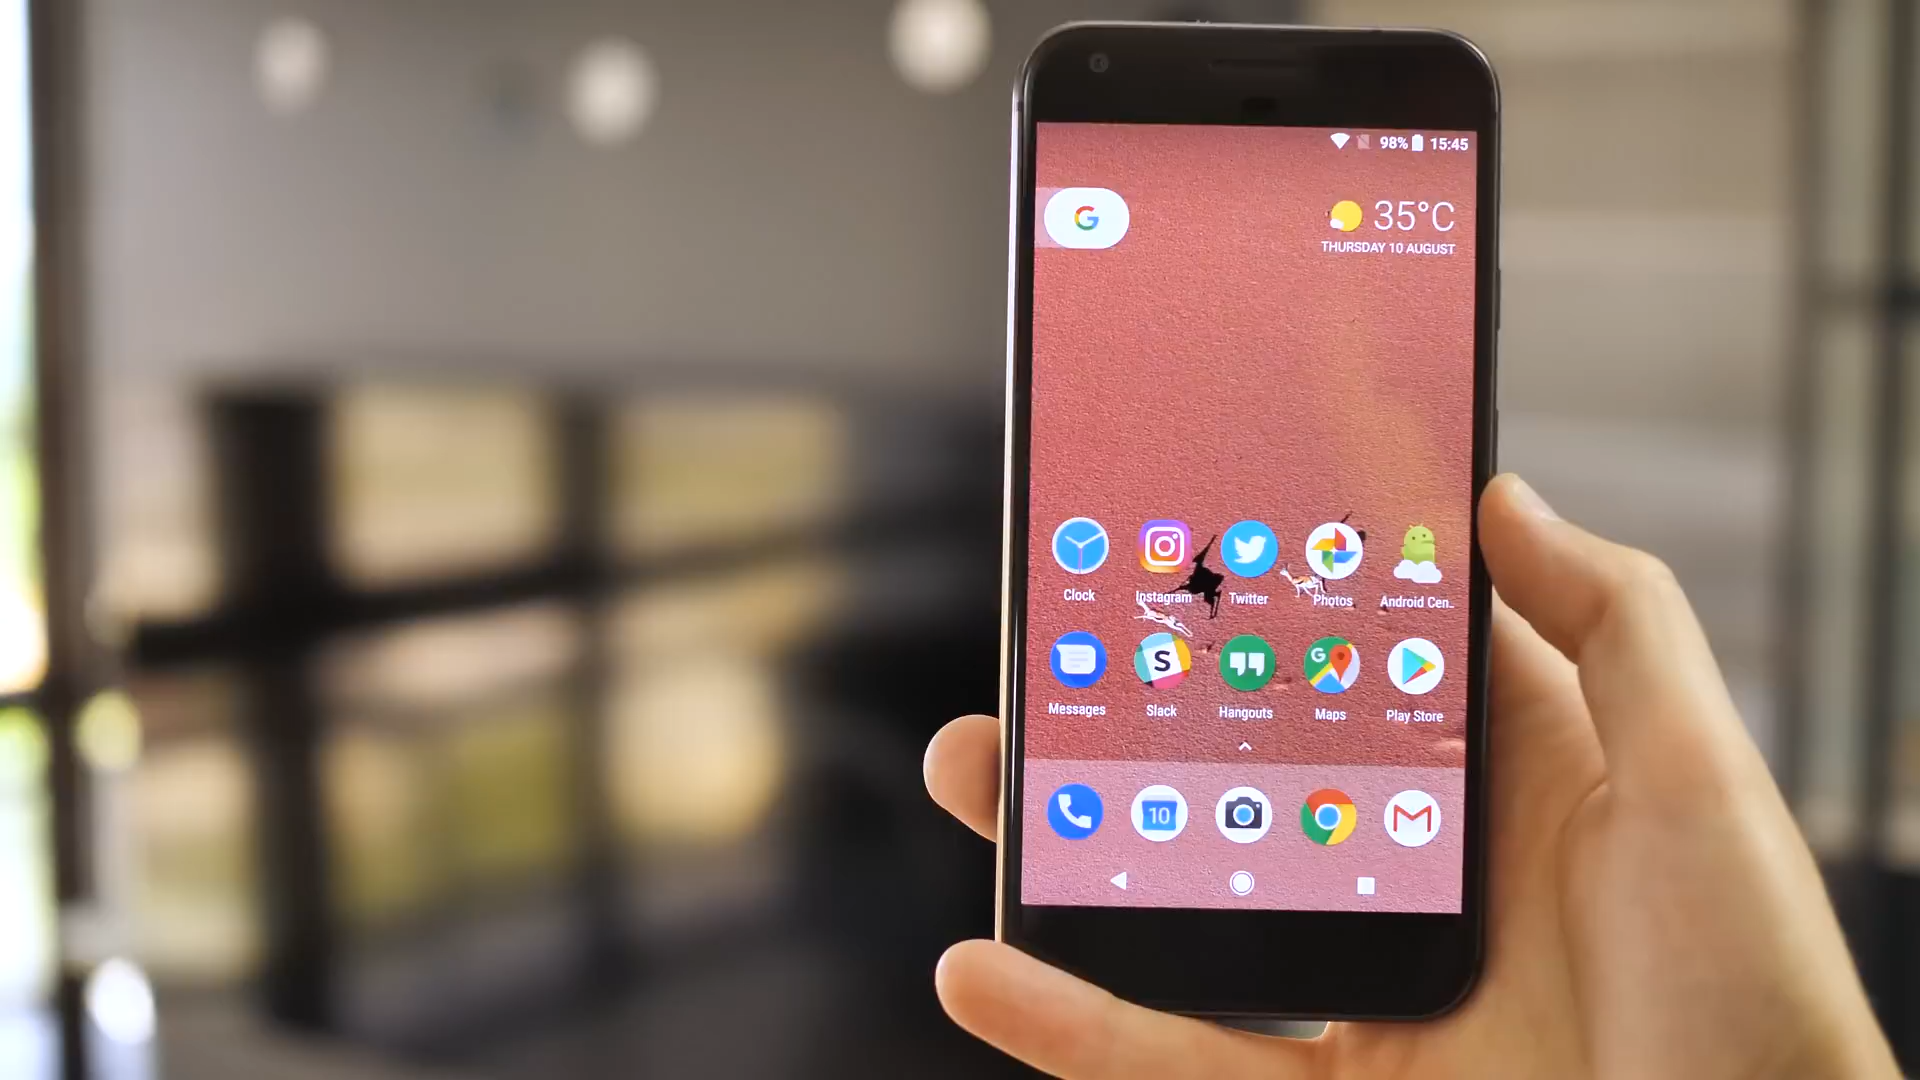 98% 15:45
G 35°C
THURSDAY 10 AUGUST
Clock Instagram Twitter Photos Android Cen..
S
G
Messages Slack Hangouts Maps Play Store
10